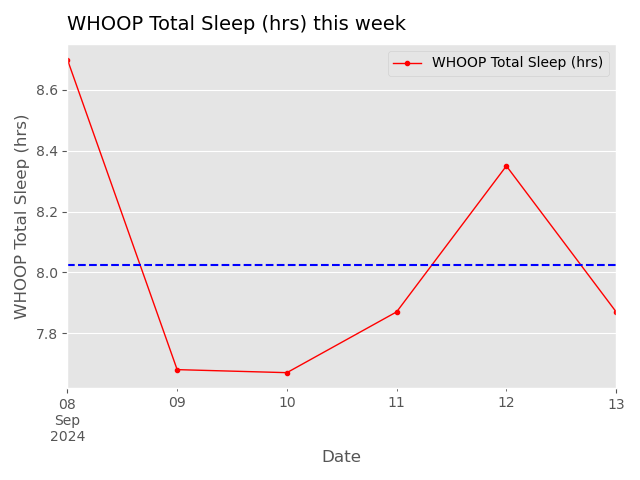 WHOOP Total Sleep (hrs) this week
WHOOP Total Sleep (hrs)
WHOOP Total Sleep (hrs)
8.6
8.4
8.2
8.0
7.8
08 09 10 11 12 13
Sep
2024
Date